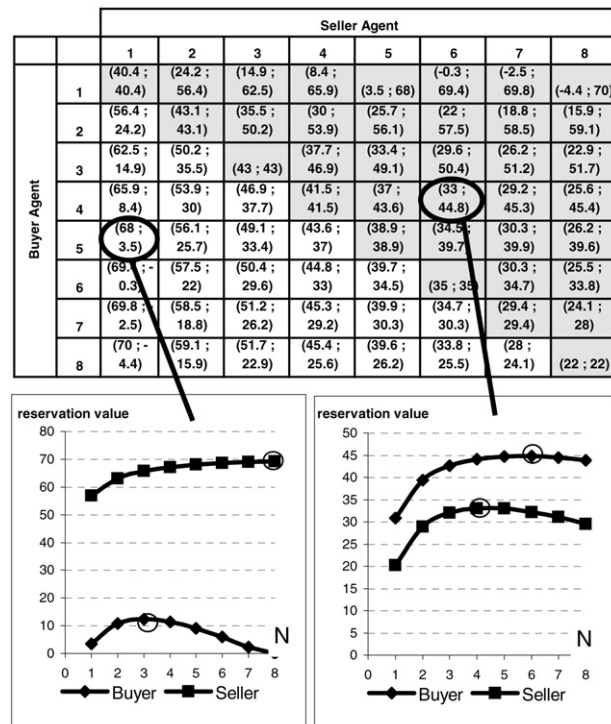 Seller Agent
1 2 3 4 5 6 7 8
Buyer Agent
(40.4 ; (24.2 ; (14.9 ; (8.4 ; (-0.3 ; (-2.5 ;
1 40.4) 56.4) 62.5) 65.9) (3.5 ; 68) 69.4) 69.8) (-4.4 ; 70)
(56.4 ; (43.1 ; (35.5 ; (30 ; (25.7 ; (22 ; (18.8 ; (15.9 ;
2 24.2) 43.1) 50.2) 53.9) 56.1) 57.5) 58.5) 59.1)
(62.5 ; (50.2 ; (37.7 ; (33.4 ; (29.6 ; (26.2 ; (22.9 ;
3 14.9) 35.5) (43 ; 43) 46.9) 49.1) 50.4) 51.2) 51.7)
(65.9 ; (53.9 ; (46.9 ; (41.5 ; (37 ; (33 ; (29.2 ; (25.6 ;
4 8.4) 30) 37.7) 41.5) 43.6) 44.8) 45.3) 45.4)
(68 ; (56.1 ; (49.1 ; (43.6 ; (38.9 ; (34.5 ; (30.3 ; (26.2 ;
5 3.5) 25.7) 33.4) 37) 38.9) 39.7) 39.9) 39.6)
(69.4 ; - (57.5 ; (50.4 ; (44.8 ; (39.7 ; (30.3 ; (25.5 ;
6 0.3) 22) 29.6) 33) 34.5) (35 ; 35) 34.7) 33.8)
(69.8 ; - (58.5 ; (51.2 ; (45.3 ; (39.9 ; (34.7 ; (29.4 ; (24.1 ;
7 2.5) 18.8) 26.2) 29.2) 30.3) 30.3) 29.4) 28)
(70 ; - (59.1 ; (51.7 ; (45.4 ; (39.6 ; (33.8 ; (28 ;
8 4.4) 15.9) 22.9) 25.6) 26.2) 25.5) 24.1) (22 ; 22)
reservation value
80
70
60
50
40
30
20
10
0
N
0 1 2 3 4 5 6 7 8
Buyer Seller
reservation value
50
45
40
35
30
25
20
15
10
5
0
N
0 1 2 3 4 5 6 7 8
Buyer Seller